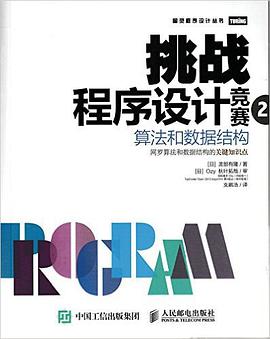 图灵程序设计丛书
TURING
挑战
程序设计
竞赛
2
算法和数据结构
网罗算法和数据结构的关键知识点
[日] 渡部有隆 著
[日] Ozy 秋叶拓哉 审
支鹏浩 译
PROGRAM
中国工信出版集团
人民邮电出版社
POSTS & TELECOM PRESS